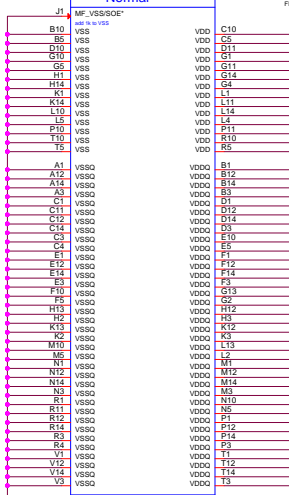 Normal
J1 MF_VSS/SOE*
add 1k to VSS
B10 VSS VDD C10
B5 VSS VDD C5
D10 VSS VDD D11
G10 VSS VDD G1
G5 VSS VDD G11
H1 VSS VDD G14
H14 VSS VDD G4
K1 VSS VDD L1
K14 VSS VDD L11
L10 VSS VDD L14
L5 VSS VDD L4
P10 VSS VDD P11
T10 VSS VDD R10
T5 VSS VDD R5
A1 VSSQ VDDQ B1
A12 VSSQ VDDQ B12
A14 VSSQ VDDQ B14
A3 VSSQ VDDQ B3
C1 VSSQ VDDQ D1
C11 VSSQ VDDQ D12
C12 VSSQ VDDQ D14
C14 VSSQ VDDQ D3
C3 VSSQ VDDQ E10
C4 VSSQ VDDQ E5
E1 VSSQ VDDQ F1
E12 VSSQ VDDQ F12
E14 VSSQ VDDQ F14
E3 VSSQ VDDQ F3
F10 VSSQ VDDQ G13
F5 VSSQ VDDQ G2
H13 VSSQ VDDQ H12
H2 VSSQ VDDQ H3
K13 VSSQ VDDQ K12
K2 VSSQ VDDQ K3
M10 VSSQ VDDQ L13
M5 VSSQ VDDQ L2
N1 VSSQ VDDQ M1
N12 VSSQ VDDQ M12
N14 VSSQ VDDQ M14
N3 VSSQ VDDQ M3
R1 VSSQ VDDQ N10
R11 VSSQ VDDQ N5
R12 VSSQ VDDQ P1
R14 VSSQ VDDQ P12
R3 VSSQ VDDQ P14
R4 VSSQ VDDQ P3
V1 VSSQ VDDQ T1
V12 VSSQ VDDQ T12
V14 VSSQ VDDQ T14
V3 VSSQ VDDQ T3